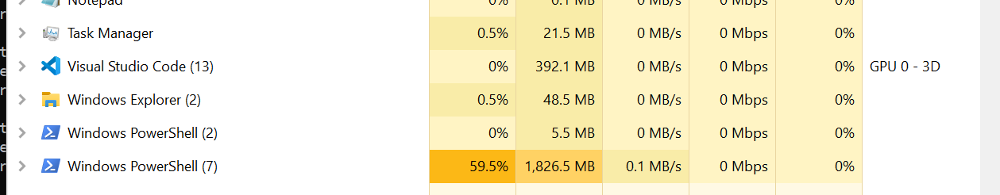 Notepad 0% 0.1 MB 0 MB/s 0 Mbps 0%
Task Manager 0.5% 21.5 MB 0 MB/s 0 Mbps 0%
Visual Studio Code (13) 0% 392.1 MB 0 MB/s 0 Mbps 0% GPU 0 - 3D
Windows Explorer (2) 0.5% 48.5 MB 0 MB/s 0 Mbps 0%
Windows PowerShell (2) 0% 5.5 MB 0 MB/s 0 Mbps 0%
Windows PowerShell (7) 59.5% 1,826.5 MB 0.1 MB/s 0 Mbps 0%